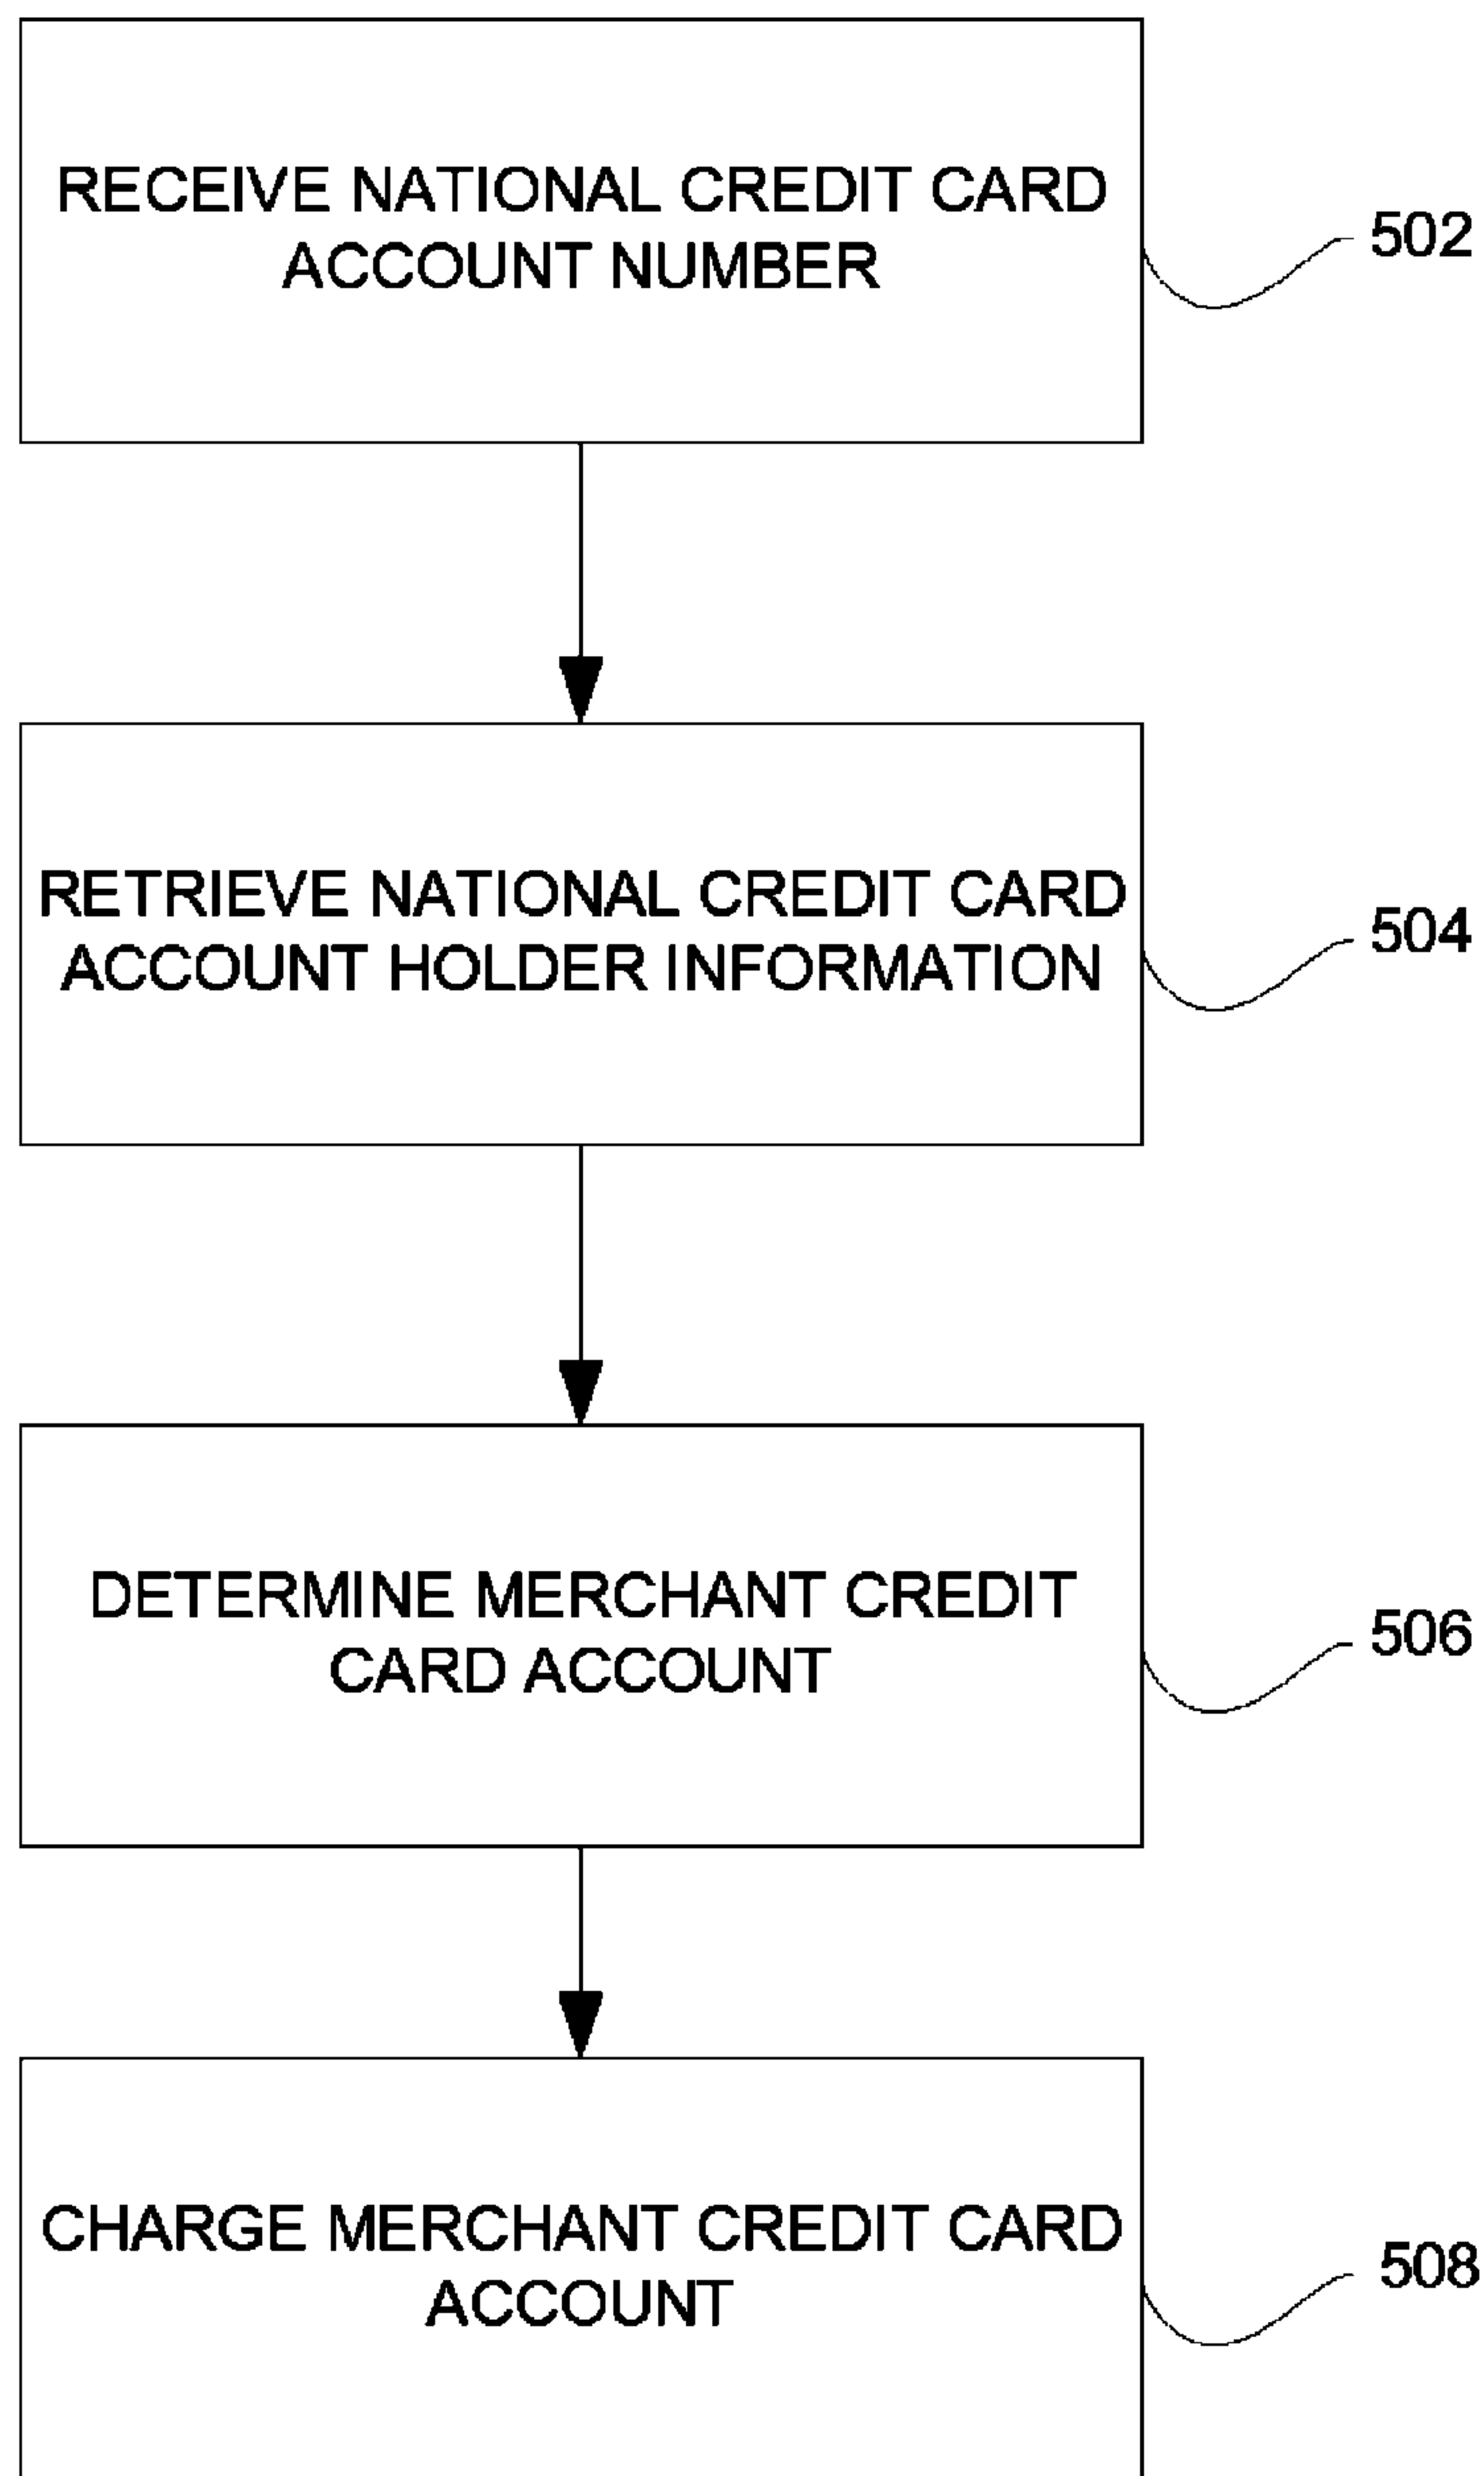 RECEIVE NATIONAL CREDIT CARD
ACCOUNT NUMBER
502
RETRIEVE NATIONAL CREDIT CARD
ACCOUNT HOLDER INFORMATION
504
DETERMINE MERCHANT CREDIT
CARD ACCOUNT
506
CHARGE MERCHANT CREDIT CARD
ACCOUNT
508